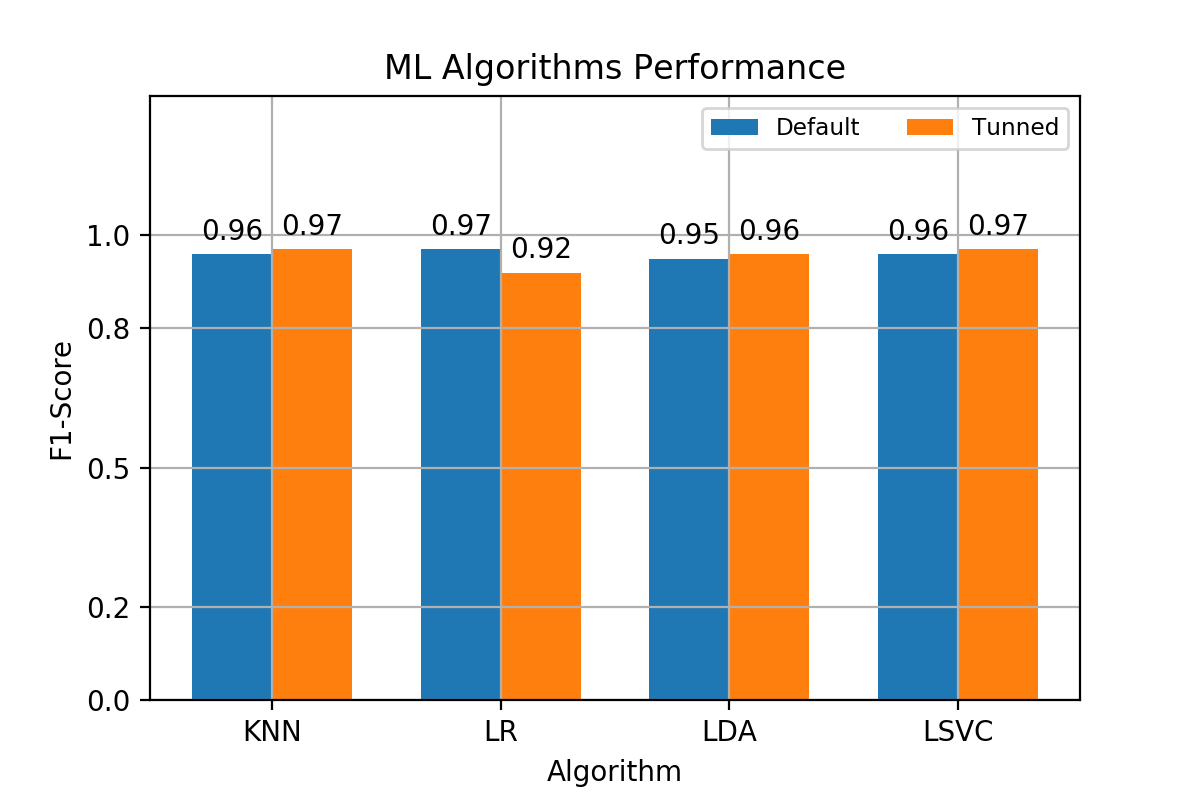 ML Algorithms Performance
Default Tunned
0.96 0.97 0.97 0.92 0.95 0.96 0.96 0.97
1.0
0.8
0.5
0.2
0.0
F1-Score
KNN LR LDA LSVC
Algorithm